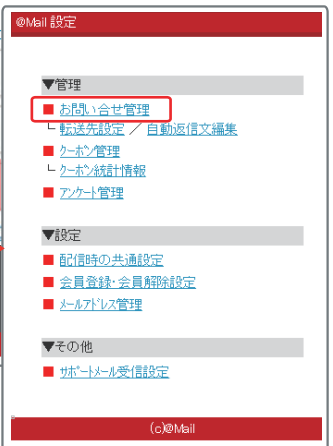 @Mail 設定
▼管理
■ お問い合せ管理
└ 転送先設定 ／ 自動返信文編集
■ クーポン管理
└ クーポン統計情報
■ アンケート管理
▼設定
■ 配信時の共通設定
■ 会員登録・会員解除設定
■ メールアドレス管理
▼その他
■ サポートメール受信設定
(c)@Mail